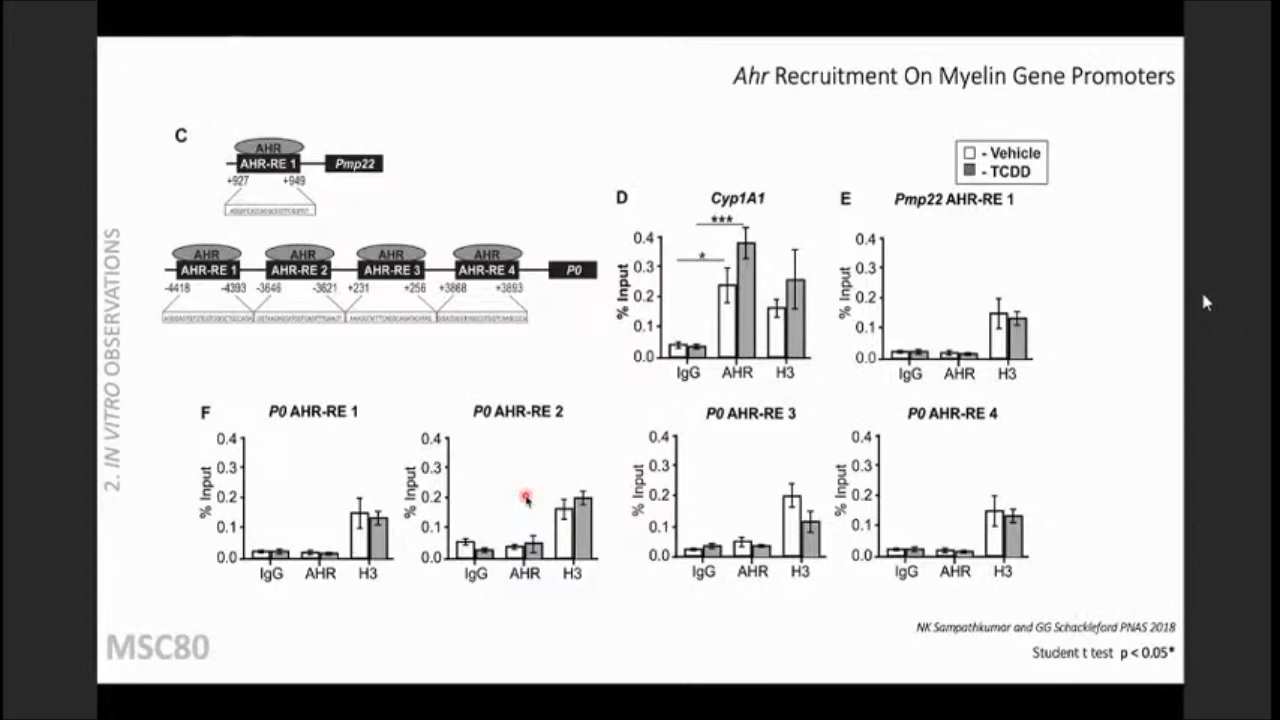 Ahr Recruitment On Myelin Gene Promoters
2. IN VITRO OBSERVATIONS
C
AHR
AHR-RE 1 Pmp22
+927 +949
AHR AHR AHR AHR
AHR-RE 1 AHR-RE 2 AHR-RE 3 AHR-RE 4 P0
-4418 -4393 -3646 -3621 +231 +256 +3868 +3893
- Vehicle
- TCDD
D Cyp1A1
*** 
*
% Input
0.4
0.3
0.2
0.1
0.0
IgG AHR H3
E Pmp22 AHR-RE 1
% Input
0.4
0.3
0.2
0.1
0.0
IgG AHR H3
F P0 AHR-RE 1
% Input
0.4
0.3
0.2
0.1
0.0
IgG AHR H3
P0 AHR-RE 2
% Input
0.4
0.3
0.2
0.1
0.0
IgG AHR H3
P0 AHR-RE 3
% Input
0.4
0.3
0.2
0.1
0.0
IgG AHR H3
P0 AHR-RE 4
% Input
0.4
0.3
0.2
0.1
0.0
IgG AHR H3
MSC80
NK Sampathkumar and GG Schackleford PNAS 2018
Student t test p < 0.05*